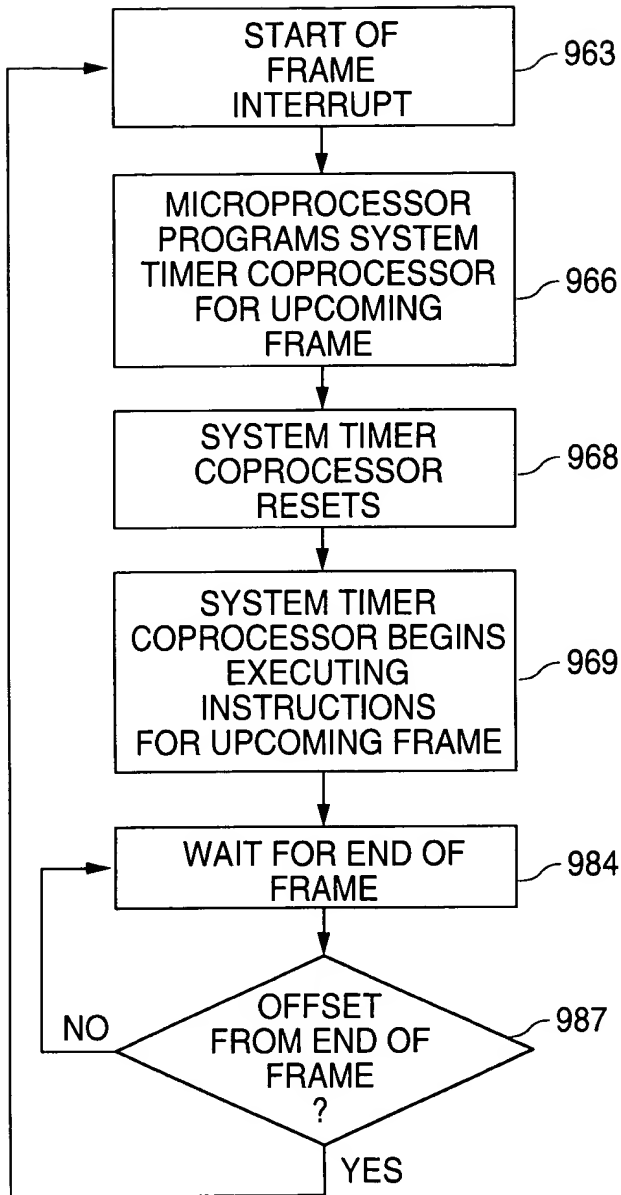 START OF
FRAME
INTERRUPT
963
MICROPROCESSOR
PROGRAMS SYSTEM
TIMER COPROCESSOR
FOR UPCOMING
FRAME
966
SYSTEM TIMER
COPROCESSOR
RESETS
968
SYSTEM TIMER
COPROCESSOR BEGINS
EXECUTING
INSTRUCTIONS
FOR UPCOMING FRAME
969
WAIT FOR END OF
FRAME
984
OFFSET
FROM END OF
FRAME
?
987
NO
YES